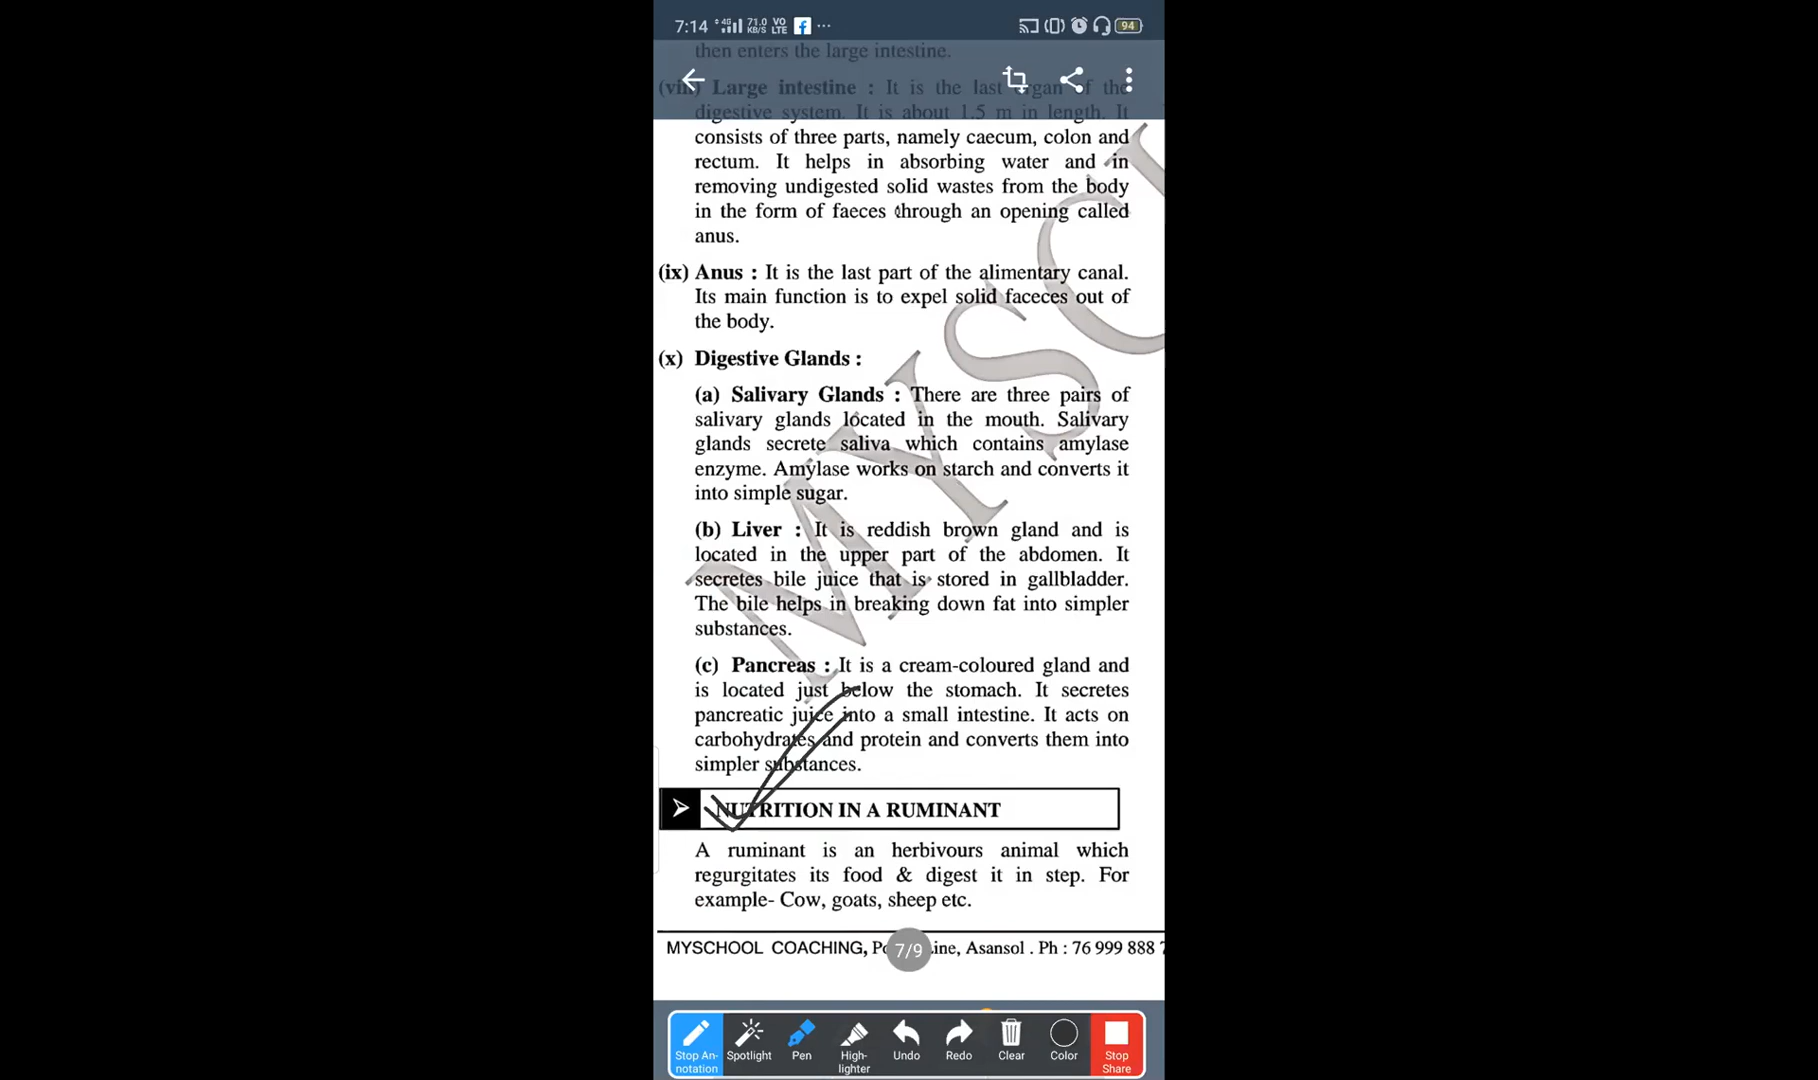 7:14 4G 71.0 KB/S VO LTE f ... 94
then enters the large intestine.
(viii) Large intestine : It is the last organ of the
digestive system. It is about 1.5 m in length. It
consists of three parts, namely caecum, colon and
rectum. It helps in absorbing water and in
removing undigested solid wastes from the body
in the form of faeces through an opening called
anus.
(ix) Anus : It is the last part of the alimentary canal.
Its main function is to expel solid faceces out of
the body.
(x) Digestive Glands :
(a) Salivary Glands : There are three pairs of
salivary glands located in the mouth. Salivary
glands secrete saliva which contains amylase
enzyme. Amylase works on starch and converts it
into simple sugar.
(b) Liver : It is reddish brown gland and is
located in the upper part of the abdomen. It
secretes bile juice that is stored in gallbladder.
The bile helps in breaking down fat into simpler
substances.
(c) Pancreas : It is a cream-coloured gland and
is located just below the stomach. It secretes
pancreatic juice into a small intestine. It acts on
carbohydrates and protein and converts them into
simpler substances.
NUTRITION IN A RUMINANT
A ruminant is an herbivours animal which
regurgitates its food & digest it in step. For
example- Cow, goats, sheep etc.
MYSCHOOL COACHING, 7/9 Asansol . Ph : 76 999 888
MYSC
Stop An-
notation
Spotlight
Pen
High-
lighter
Undo
Redo
Clear
Color
Stop
Share